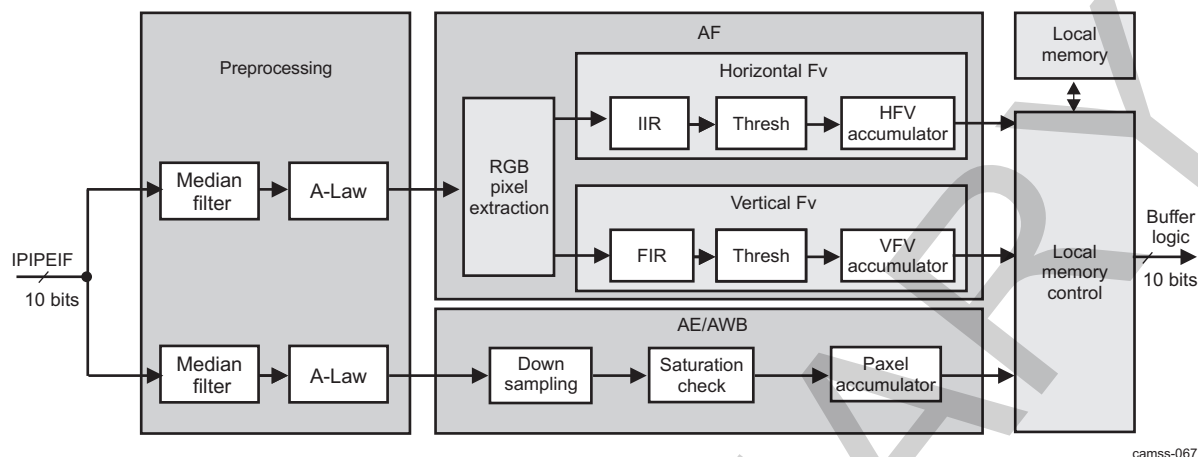 Preprocessing
Median
filter
A-Law
IPIPEIF
10 bits
Median
filter
A-Law
AF
RGB
pixel
extraction
Horizontal Fv
IIR
Thresh
HFV
accumulator
Vertical Fv
FIR
Thresh
VFV
accumulator
AE/AWB
Down
sampling
Saturation
check
Paxel
accumulator
Local
memory
Local
memory
control
Buffer
logic
10 bits
camss-067
ARY